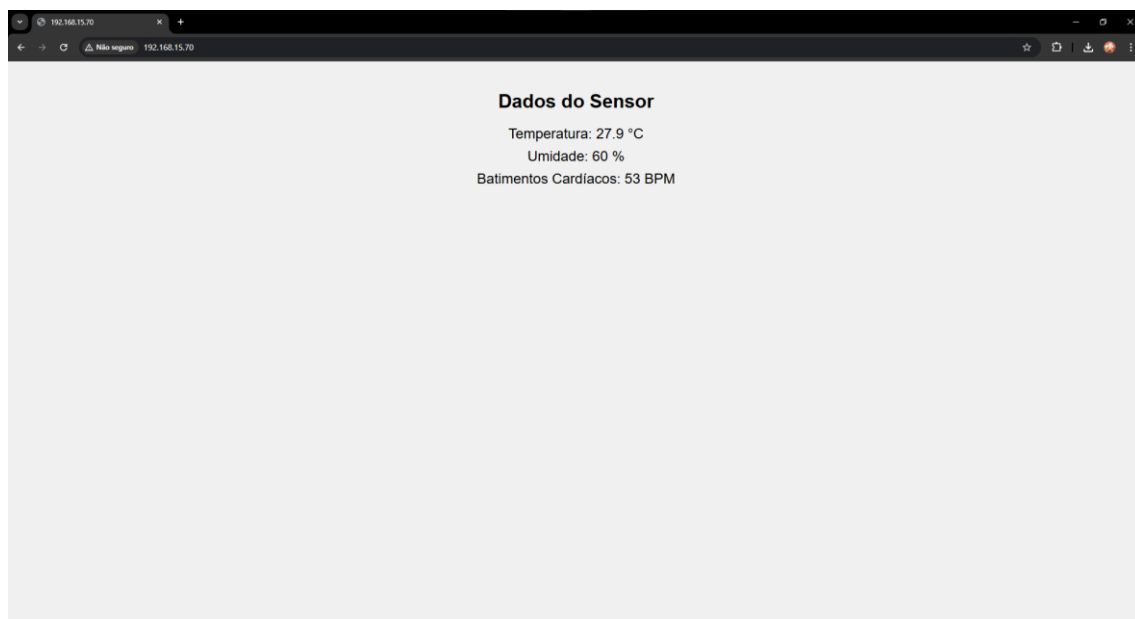 192.168.15.70
Não seguro 192.168.15.70
Dados do Sensor
Temperatura: 27.9 °C
Umidade: 60 %
Batimentos Cardíacos: 53 BPM